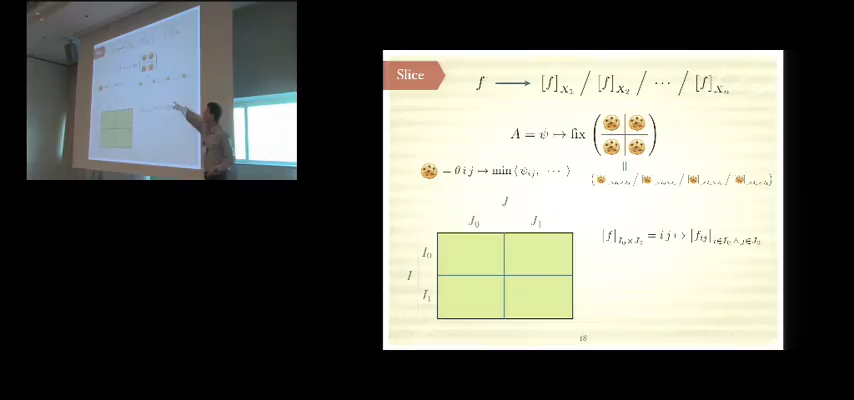 Slice
f ⟶ [f]_{X_1} / [f]_{X_2} / ⋯ / [f]_{X_n}
A = ψ ↦ fix
= θ i j ↦ min ⟨ ψ_{ij}, ⋯ ⟩
J
J_0 J_1
I_0
I
I_1
[f]_{I_0×J_0} = i j ↦ [f_{ij}]_{i∈I_0 ∧ j∈J_0}
18